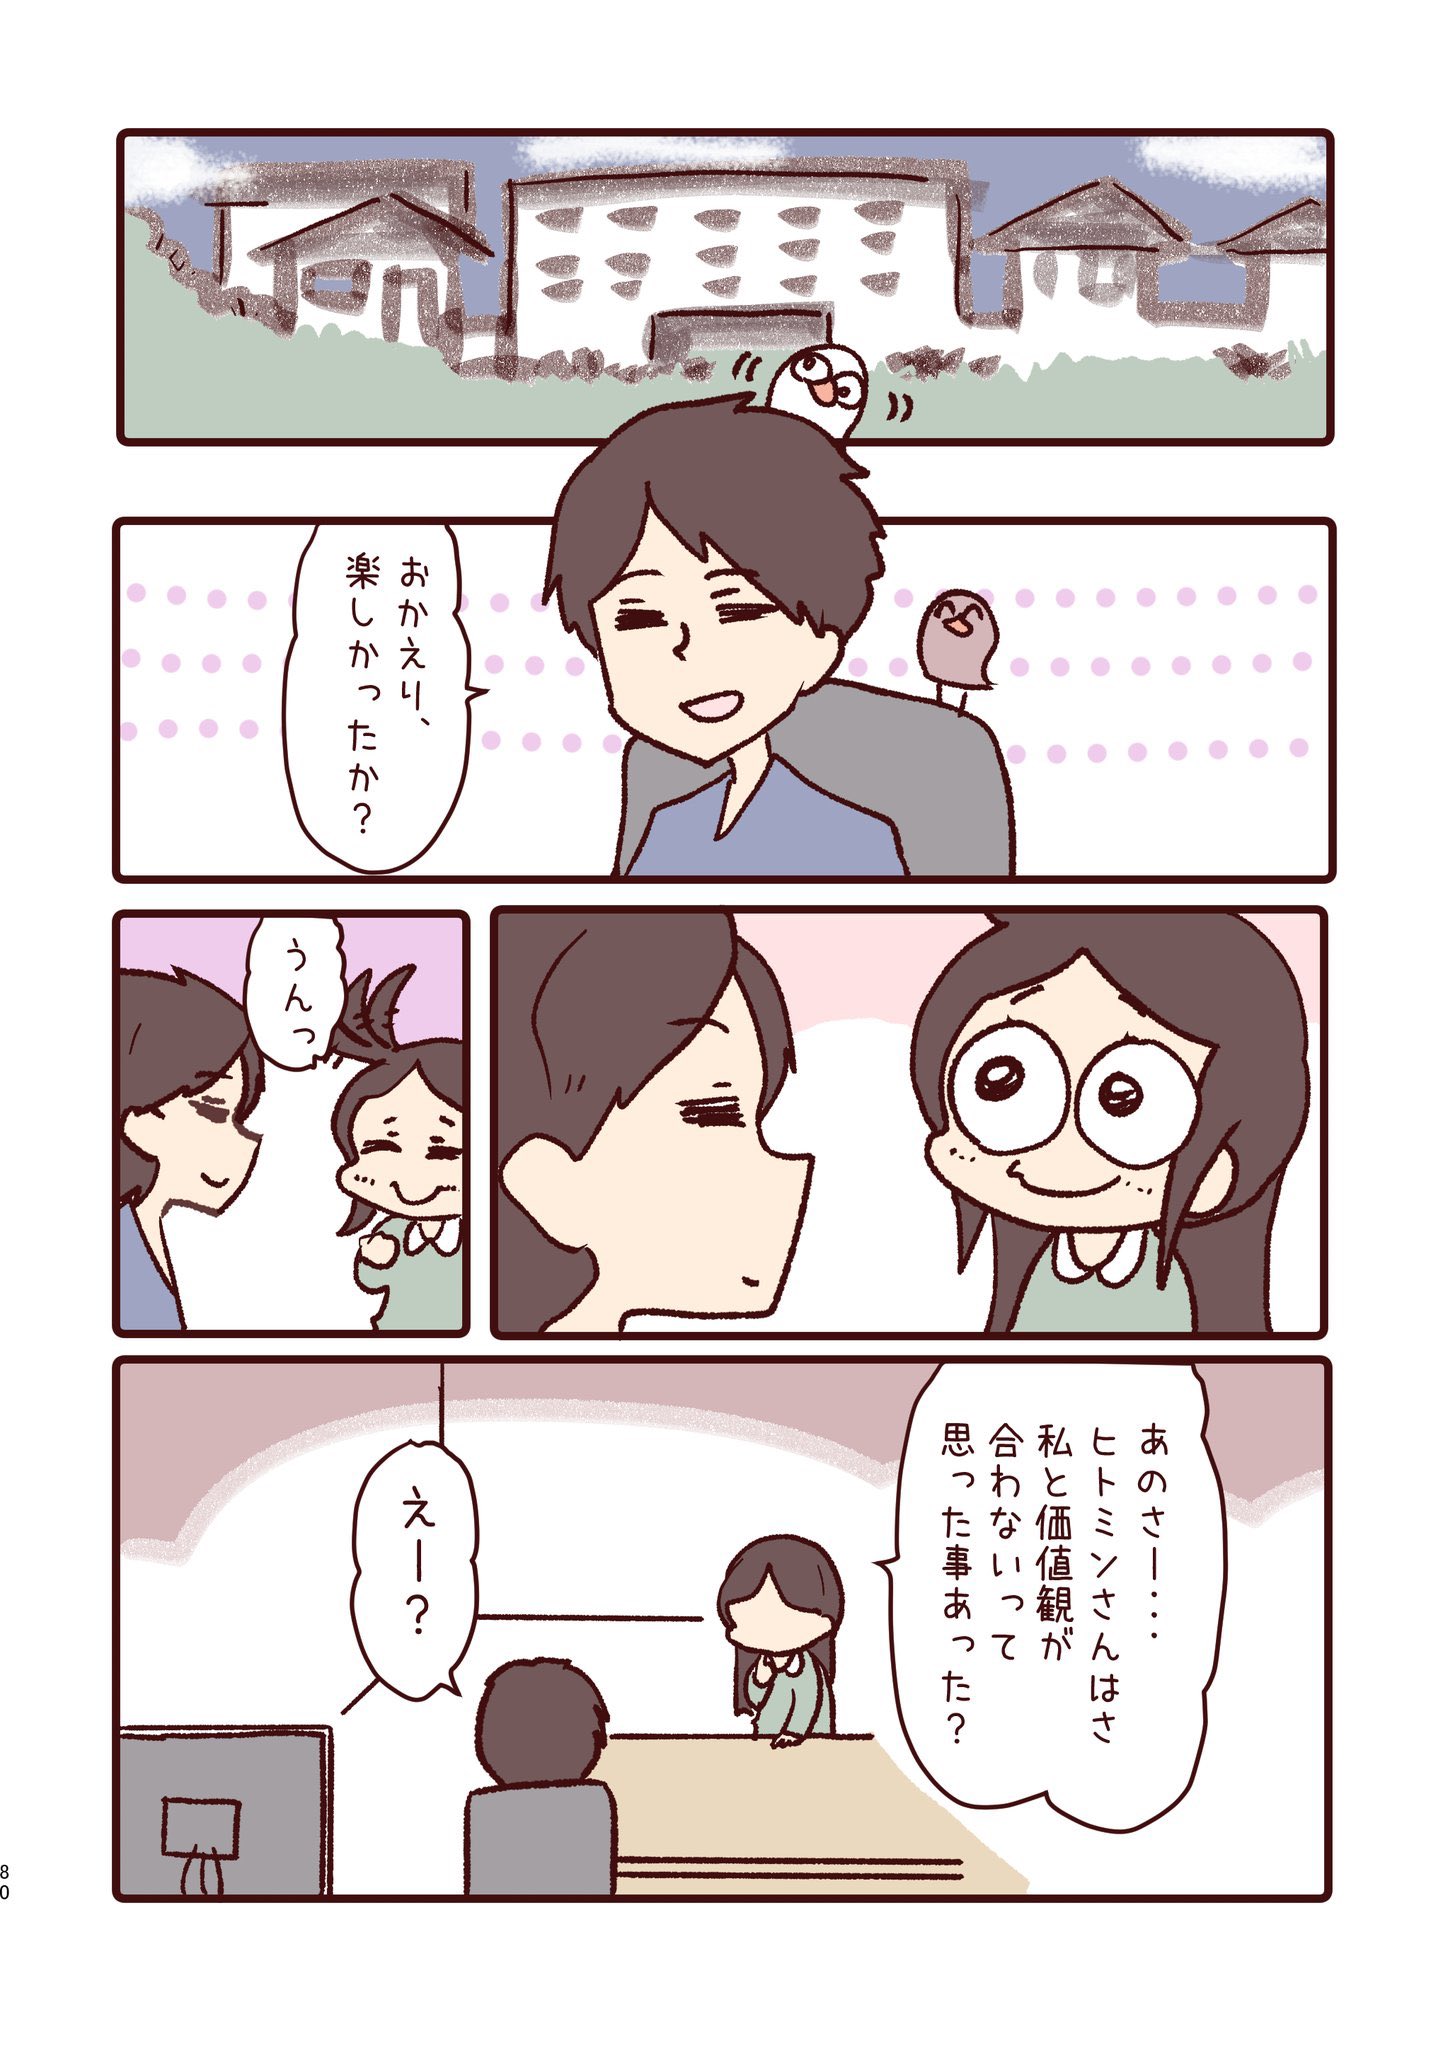 おかえり、
楽しかったか?
うんっ
あのさー・・・
ヒトミンさんはさ
私と価値観が
合わないって
思った事あった?
えー?
80